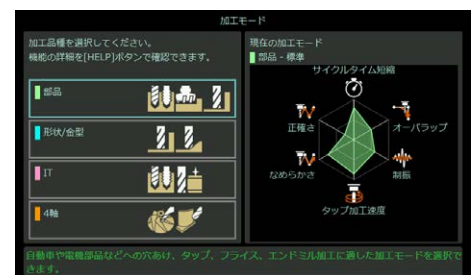 加工モード
加工品種を選択してください。
機能の詳細を[HELP]ボタンで確認できます。
部品
形状/金型
IT
4軸
現在の加工モード
部品 - 標準
サイクルタイム短縮
正確さ
オーバラップ
なめらかさ
制振
タップ加工速度
自動車や電機部品などへの穴あけ、タップ、フライス、エンドミル加工に適した加工モードを選択で
きます。